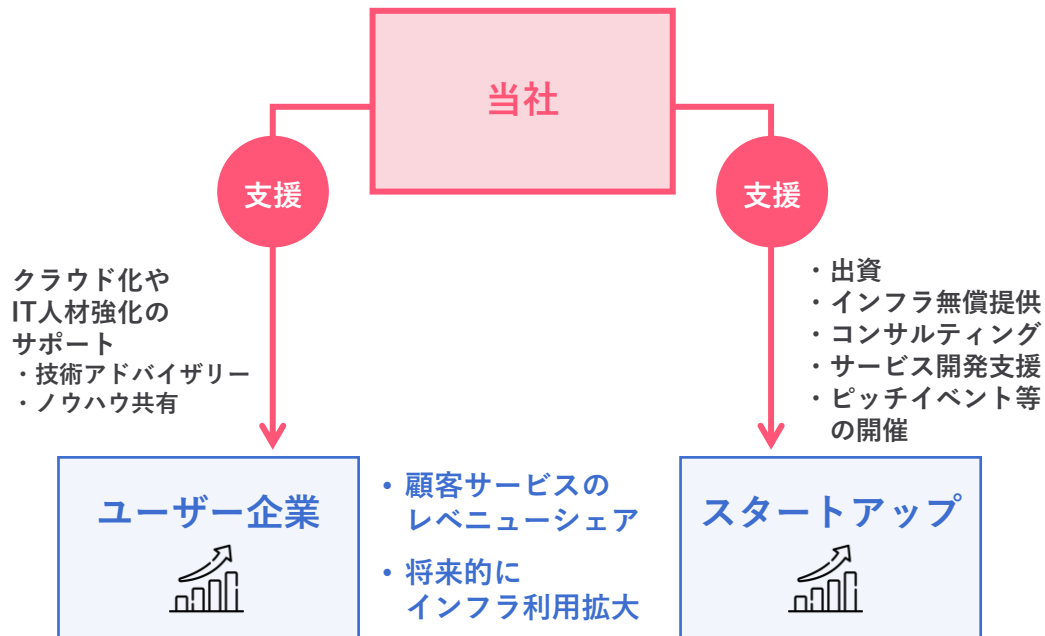 当社
支援
支援
クラウド化や
IT人材強化の
サポート
・技術アドバイザリー
・ノウハウ共有
・出資
・インフラ無償提供
・コンサルティング
・サービス開発支援
・ピッチイベント等
の開催
ユーザー企業
• 顧客サービスの
レベニューシェア
• 将来的に
インフラ利用拡大
スタートアップ